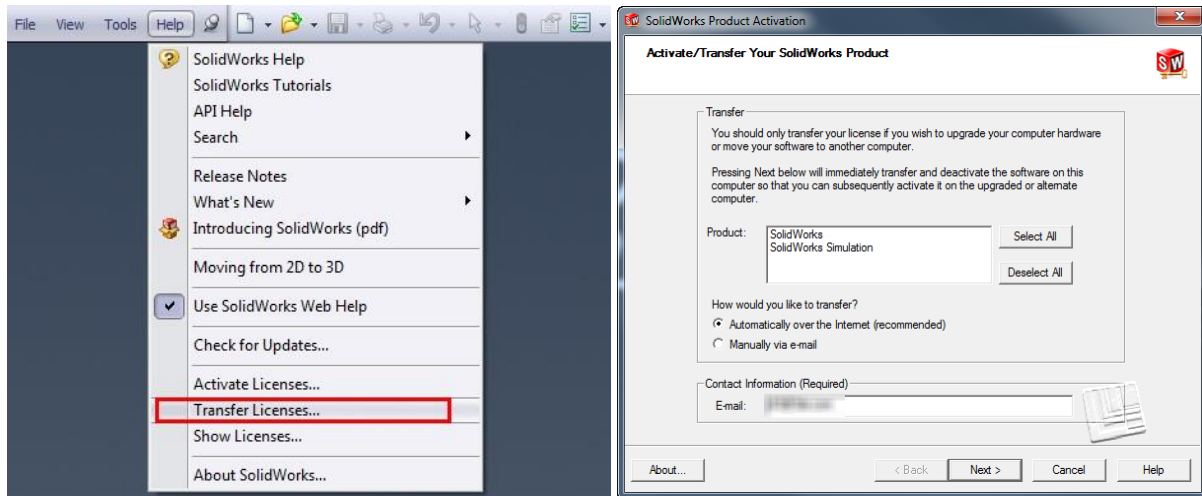 File View Tools Help
SolidWorks Help
SolidWorks Tutorials
API Help
Search
Release Notes
What's New
Introducing SolidWorks (pdf)
Moving from 2D to 3D
Use SolidWorks Web Help
Check for Updates...
Activate Licenses...
Transfer Licenses...
Show Licenses...
About SolidWorks...
SolidWorks Product Activation
Activate/Transfer Your SolidWorks Product
SW
Transfer
You should only transfer your license if you wish to upgrade your computer hardware
or move your software to another computer.
Pressing Next below will immediately transfer and deactivate the software on this
computer so that you can subsequently activate it on the upgraded or alternate
computer.
Product:
SolidWorks
SolidWorks Simulation
Select All
Deselect All
How would you like to transfer?
Automatically over the Internet (recommended)
Manually via e-mail
Contact Information (Required)
E-mail:
About... < Back Next > Cancel Help